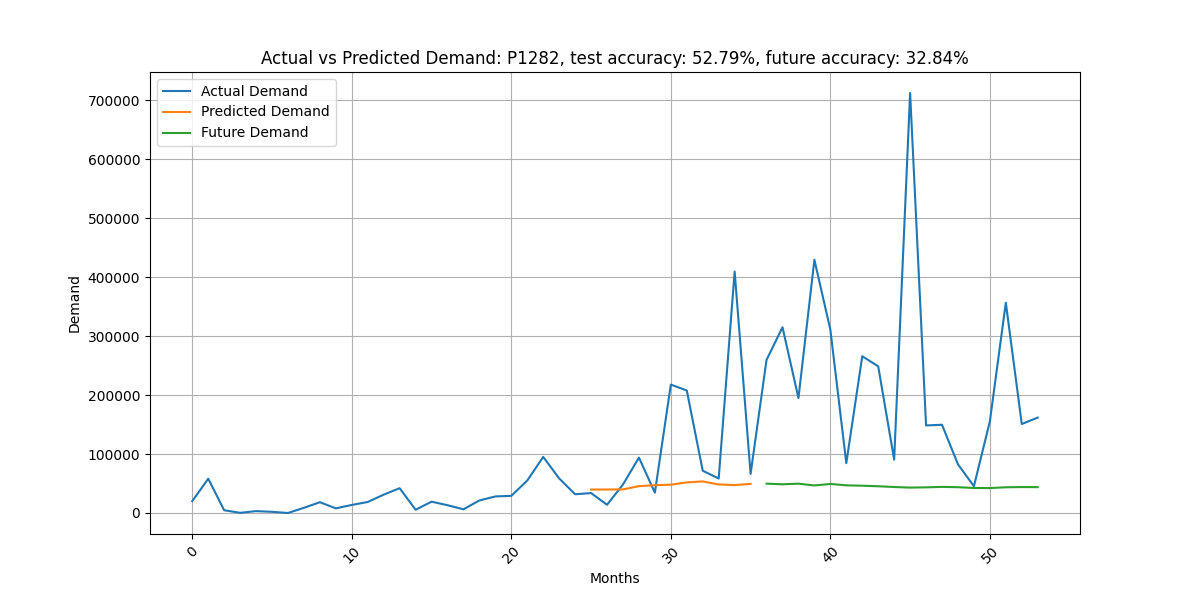 Actual vs Predicted Demand: P1282, test accuracy: 52.79%, future accuracy: 32.84%
Actual Demand
Predicted Demand
Future Demand
700000
600000
500000
400000
300000
200000
100000
0
Demand
0
10
20
30
40
50
Months